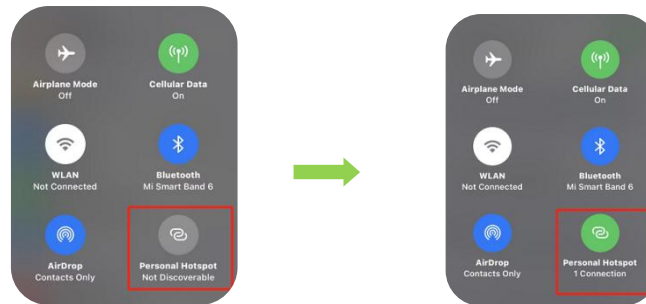 Airplane Mode
Off
Cellular Data
On
WLAN
Not Connected
Bluetooth
Mi Smart Band 6
AirDrop
Contacts Only
Personal Hotspot
Not Discoverable
Airplane Mode
Off
Cellular Data
On
WLAN
Not Connected
Bluetooth
Mi Smart Band 6
AirDrop
Contacts Only
Personal Hotspot
1 Connection